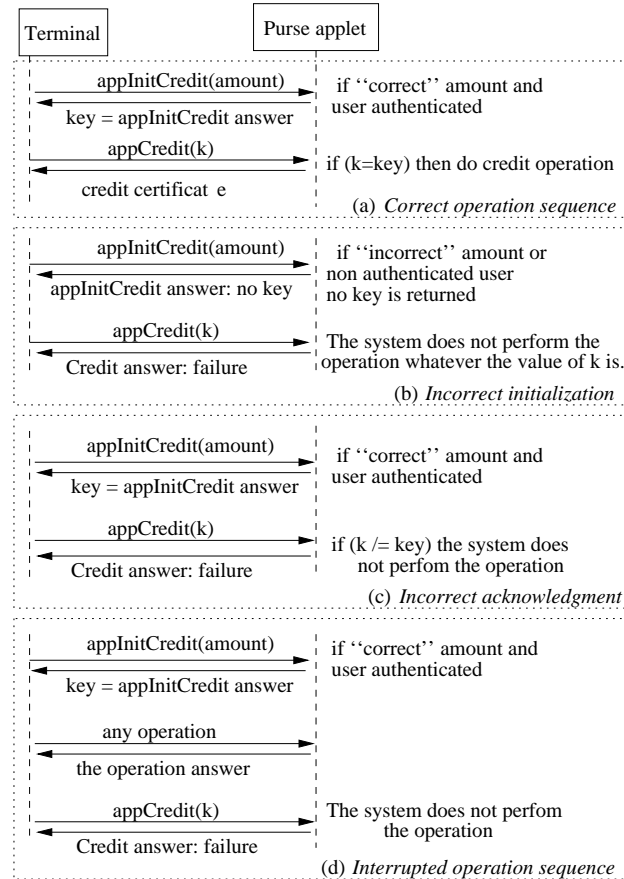 Terminal
Purse applet
appInitCredit(amount)
key = appInitCredit answer
if ‘‘correct’’ amount and
user authenticated
appCredit(k)
credit certificat e
if (k=key) then do credit operation
(a) Correct operation sequence
appInitCredit(amount)
appInitCredit answer: no key
if ‘‘incorrect’’ amount or
non authenticated user
no key is returned
appCredit(k)
Credit answer: failure
The system does not perform the
operation whatever the value of k is.
(b) Incorrect initialization
appInitCredit(amount)
key = appInitCredit answer
if ‘‘correct’’ amount and
user authenticated
appCredit(k)
Credit answer: failure
if (k /= key) the system does
not perfom the operation
(c) Incorrect acknowledgment
appInitCredit(amount)
key = appInitCredit answer
if ‘‘correct’’ amount and
user authenticated
any operation
the operation answer
appCredit(k)
Credit answer: failure
The system does not perfom
the operation
(d) Interrupted operation sequence